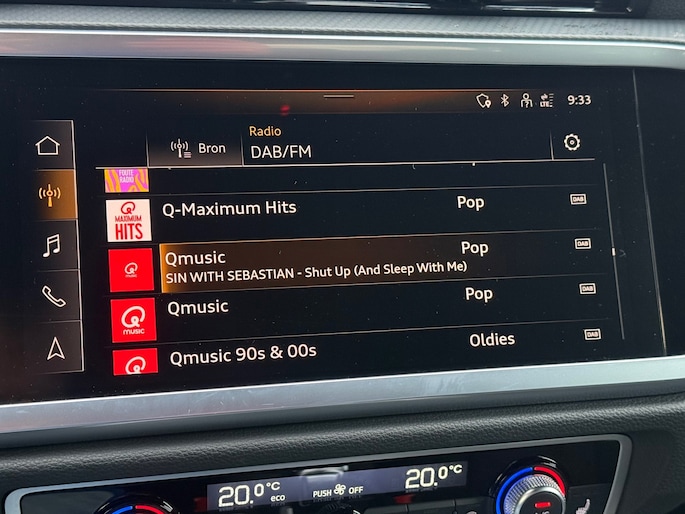 LTE 9:33
Radio
Bron DAB/FM
FOUTE
RADIO
Q-Maximum Hits Pop DAB
MAXIMUM
HITS
Qmusic Pop DAB
SIN WITH SEBASTIAN - Shut Up (And Sleep With Me)
music
Qmusic Pop DAB
music
Qmusic 90s & 00s Oldies DAB
20.0°C eco PUSH OFF 20.0°C